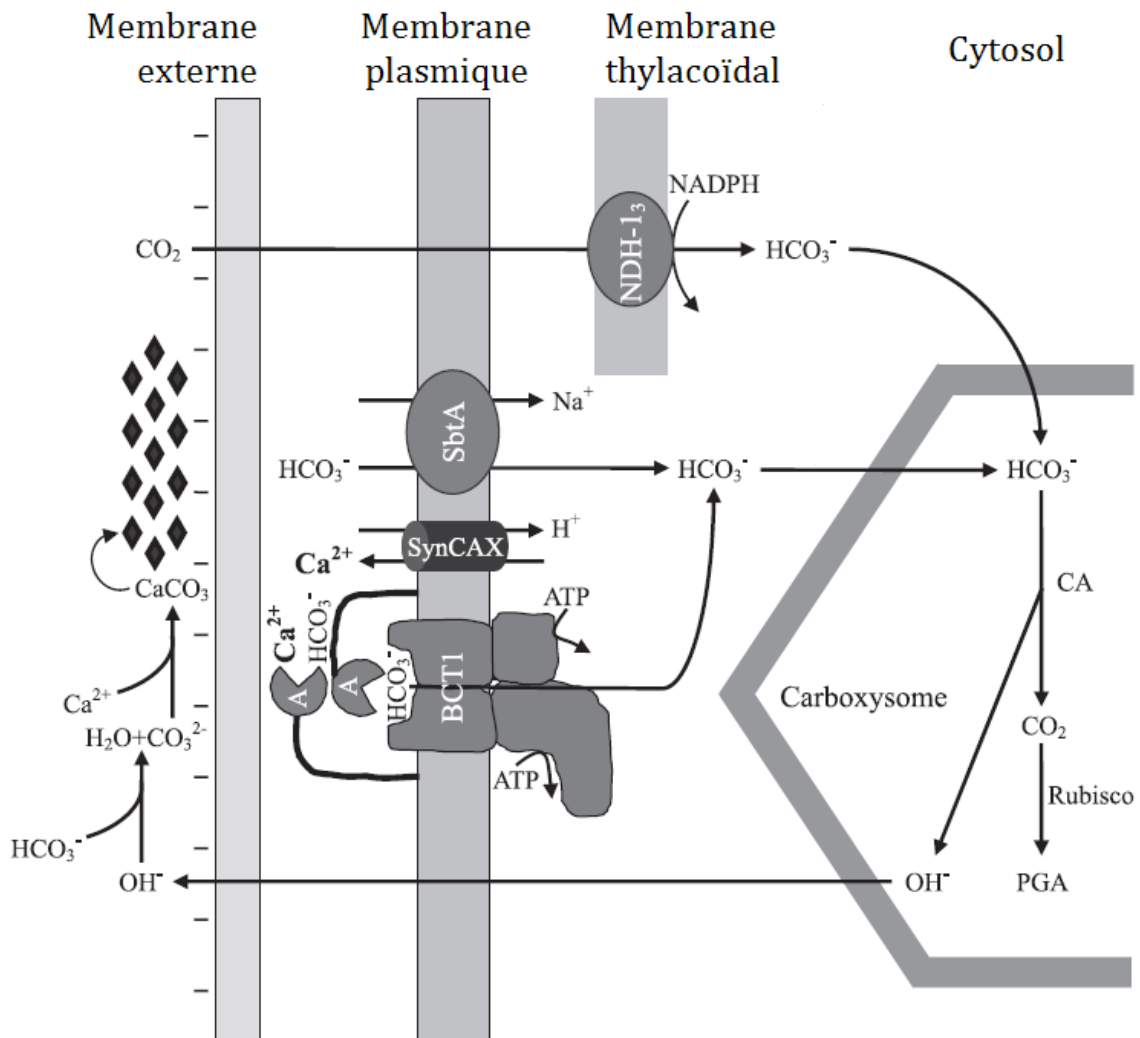 Membrane
externe
Membrane
plasmique
Membrane
thylacoïdal
Cytosol
NADPH
CO₂
NDH-1₃
HCO₃⁻
SbtA
Na⁺
HCO₃⁻
HCO₃⁻
HCO₃⁻
H⁺
SynCAX
Ca²⁺
CaCO₃
CA
ATP
Ca²⁺
HCO₃⁻
A
A
HCO₃⁻
BCT1
Ca²⁺
Carboxysome
H₂O+CO₃²⁻
CO₂
ATP
Rubisco
HCO₃⁻
OH⁻
OH⁻
PGA